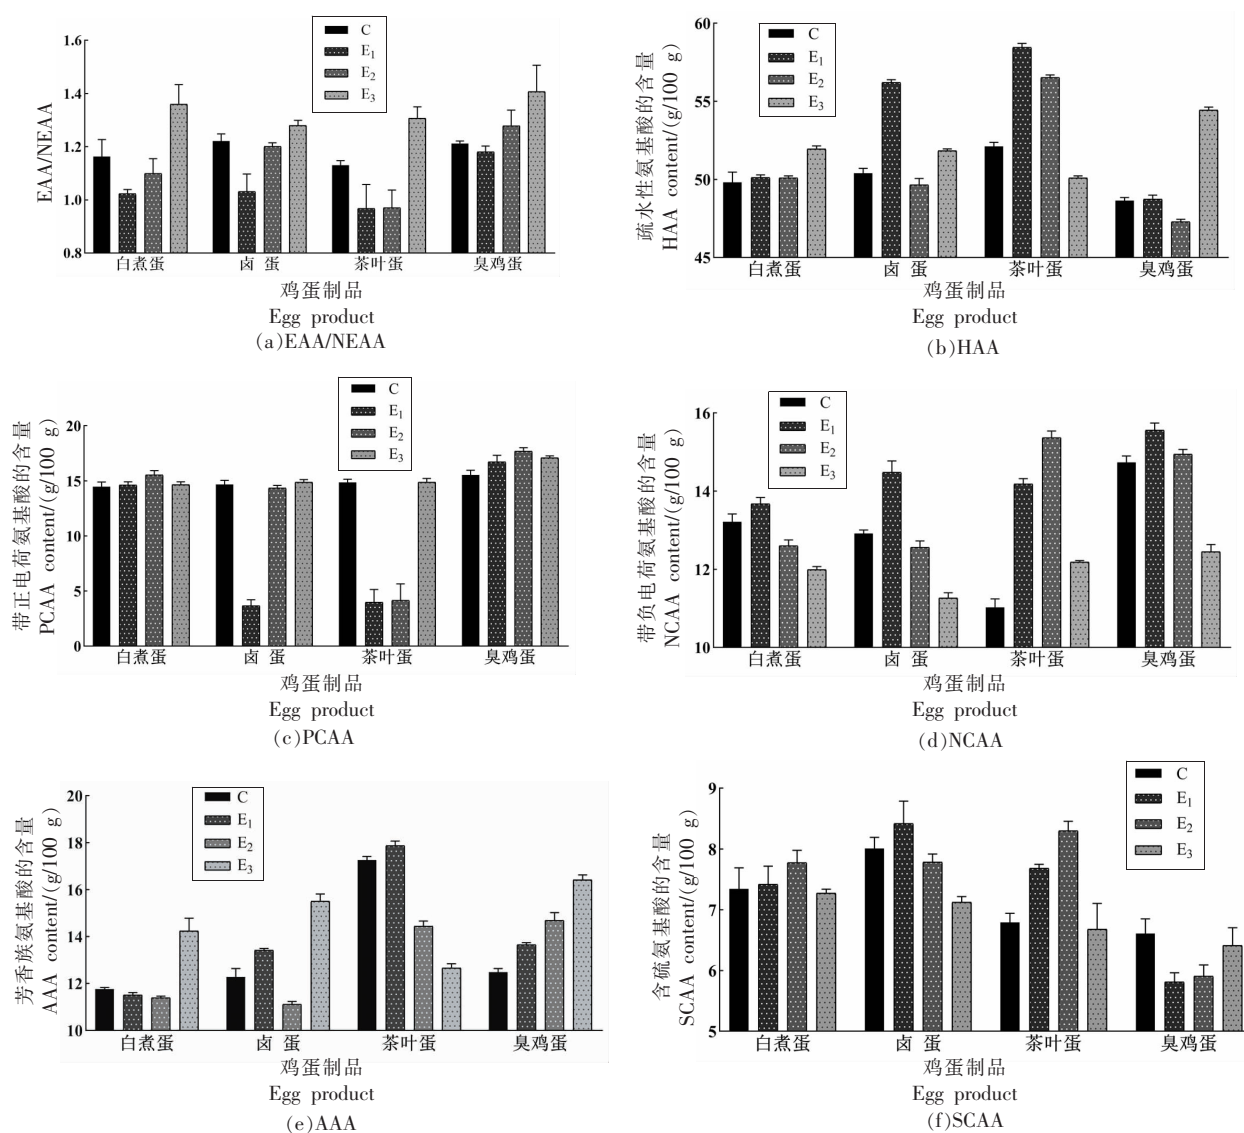 EAA/NEAA
1.6
1.4
1.2
1.0
0.8
C
E₁
E₂
E₃
白煮蛋 卤 蛋 茶叶蛋 臭鸡蛋
鸡蛋制品
Egg product
(a)EAA/NEAA
疏水性氨基酸的含量
HAA content/(g/100 g)
60
55
50
45
C
E₁
E₂
E₃
白煮蛋 卤 蛋 茶叶蛋 臭鸡蛋
鸡蛋制品
Egg product
(b)HAA
带正电荷氨基酸的含量
PCAA content/(g/100 g)
20
15
10
5
0
C
E₁
E₂
E₃
白煮蛋 卤 蛋 茶叶蛋 臭鸡蛋
鸡蛋制品
Egg product
(c)PCAA
带负电荷氨基酸的含量
NCAA content/(g/100 g)
16
14
12
10
C
E₁
E₂
E₃
白煮蛋 卤 蛋 茶叶蛋 臭鸡蛋
鸡蛋制品
Egg product
(d)NCAA
芳香族氨基酸的含量
AAA content/(g/100 g)
20
18
16
14
12
10
C
E₁
E₂
E₃
白煮蛋 卤 蛋 茶叶蛋 臭鸡蛋
鸡蛋制品
Egg product
(e)AAA
含硫氨基酸的含量
SCAA content/(g/100 g)
9
8
7
6
5
C
E₁
E₂
E₃
白煮蛋 卤 蛋 茶叶蛋 臭鸡蛋
鸡蛋制品
Egg product
(f)SCAA